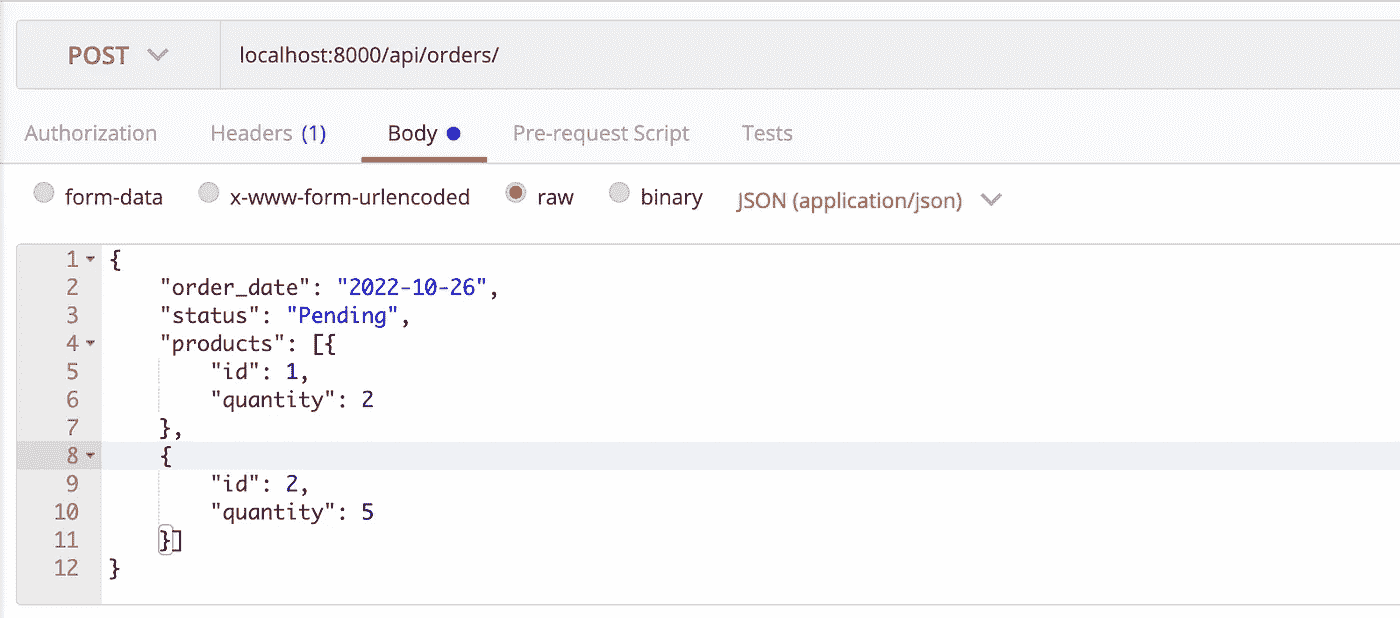 POST localhost:8000/api/orders/
Authorization Headers (1) Body Pre-request Script Tests
form-data x-www-form-urlencoded raw binary JSON (application/json)
1 {
2 "order_date": "2022-10-26",
3 "status": "Pending",
4 "products": [{
5 "id": 1,
6 "quantity": 2
7 },
8 {
9 "id": 2,
10 "quantity": 5
11 }]
12 }